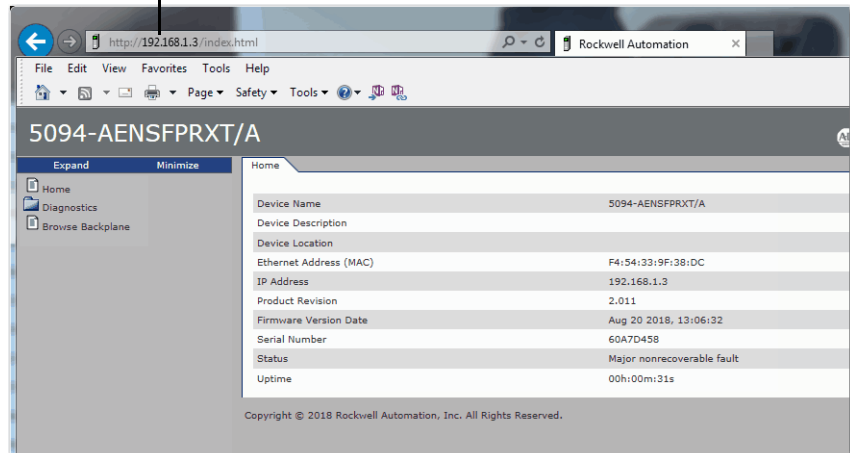 http://192.168.1.3/index.html
Rockwell Automation
File Edit View Favorites Tools Help
Page Safety Tools
5094-AENSFPRXT/A
Expand Minimize Home
Home
Diagnostics
Browse Backplane
Device Name 5094-AENSFPRXT/A
Device Description
Device Location
Ethernet Address (MAC) F4:54:33:9F:38:DC
IP Address 192.168.1.3
Product Revision 2.011
Firmware Version Date Aug 20 2018, 13:06:32
Serial Number 60A7D458
Status Major nonrecoverable fault
Uptime 00h:00m:31s
Copyright © 2018 Rockwell Automation, Inc. All Rights Reserved.